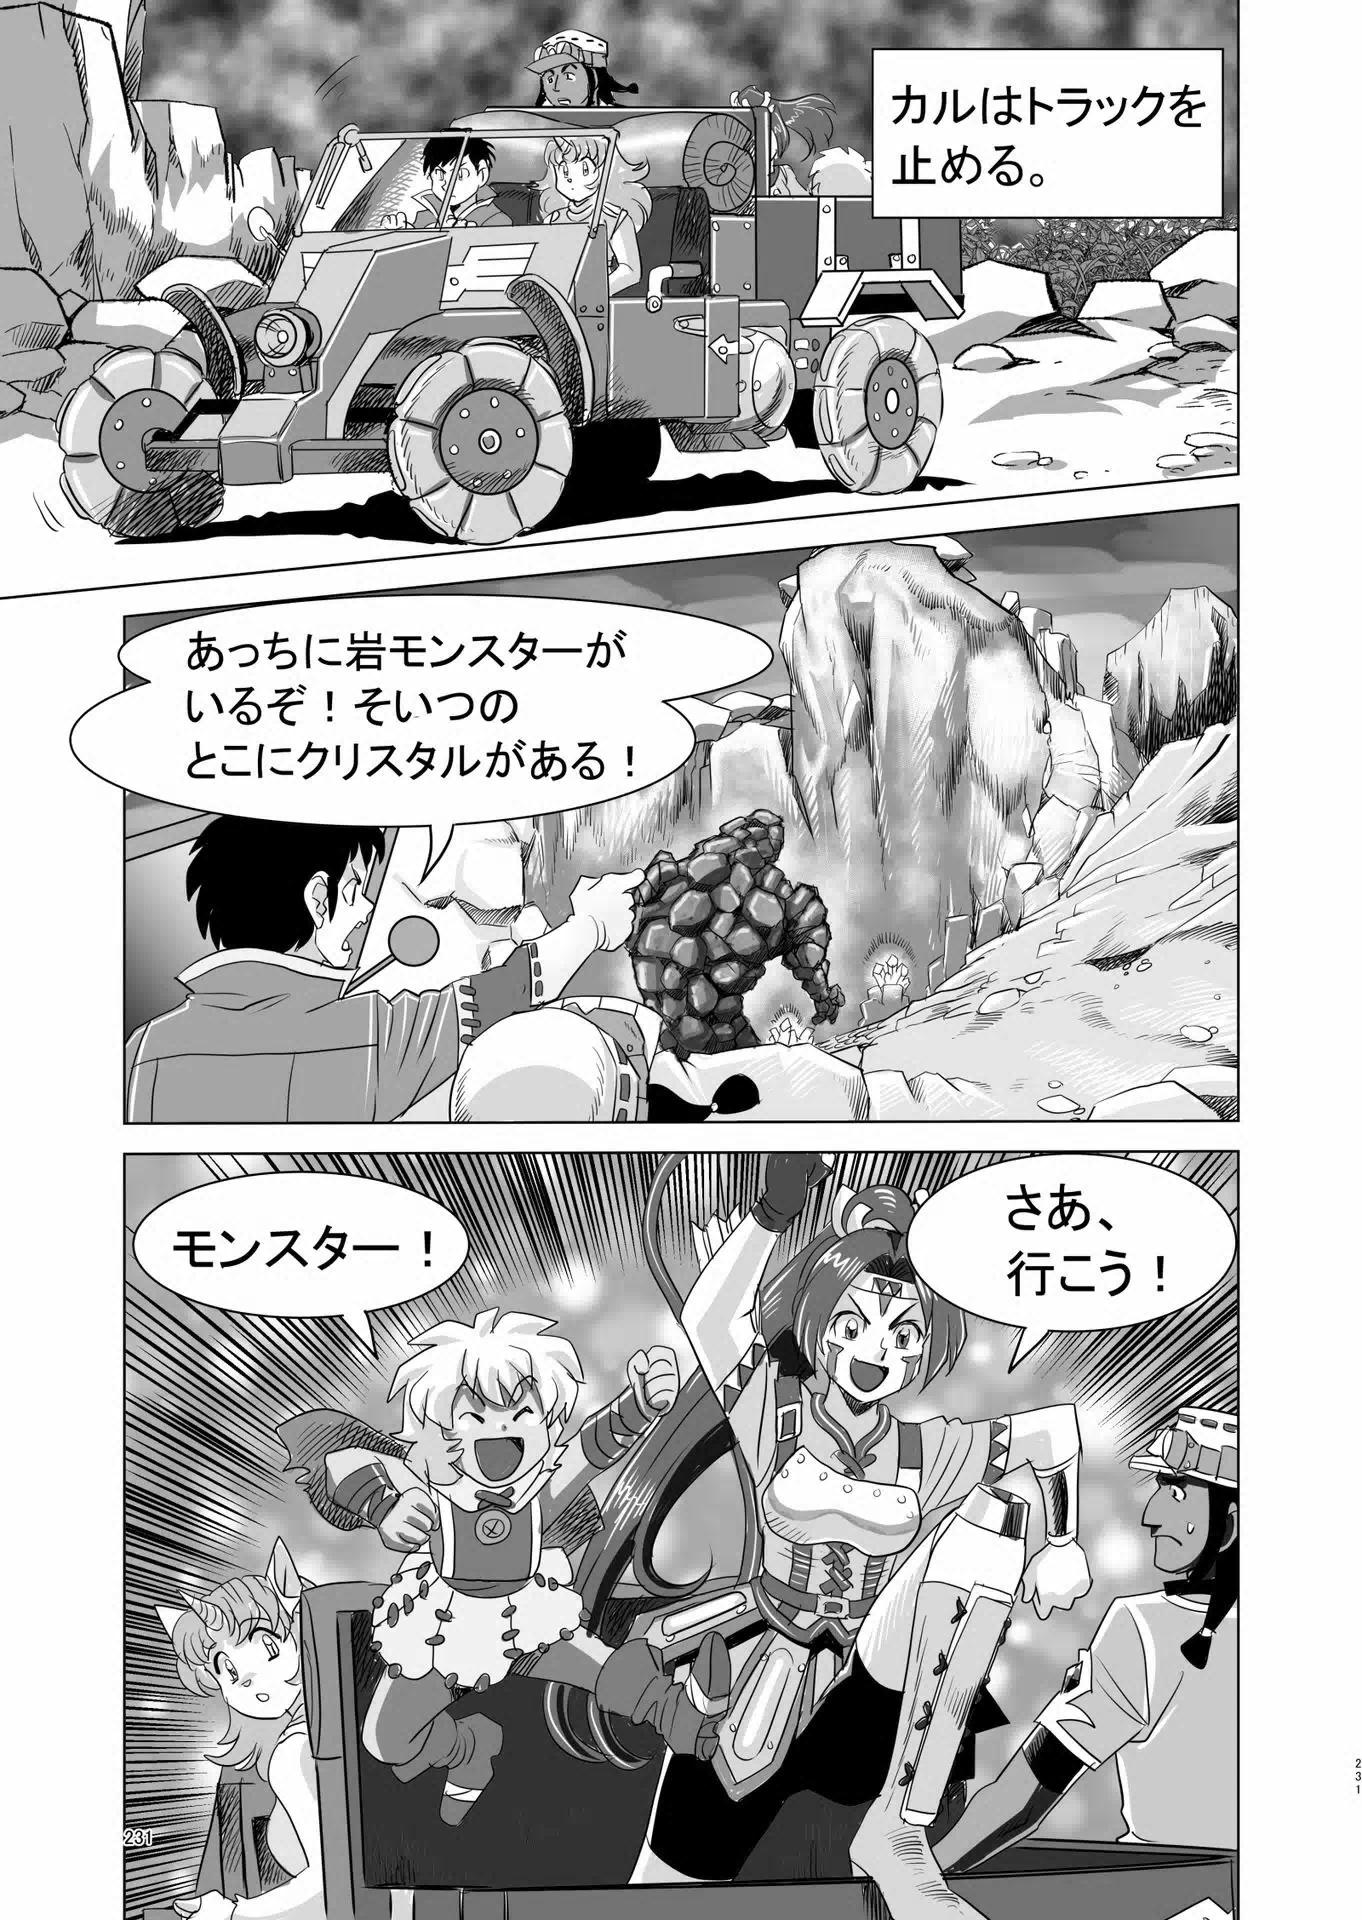 カルはトラックを
止める。
あっちに岩モンスターが
いるぞ！そいつの
とこにクリスタルがある！
さあ、
行こう！
モンスター！
231
231